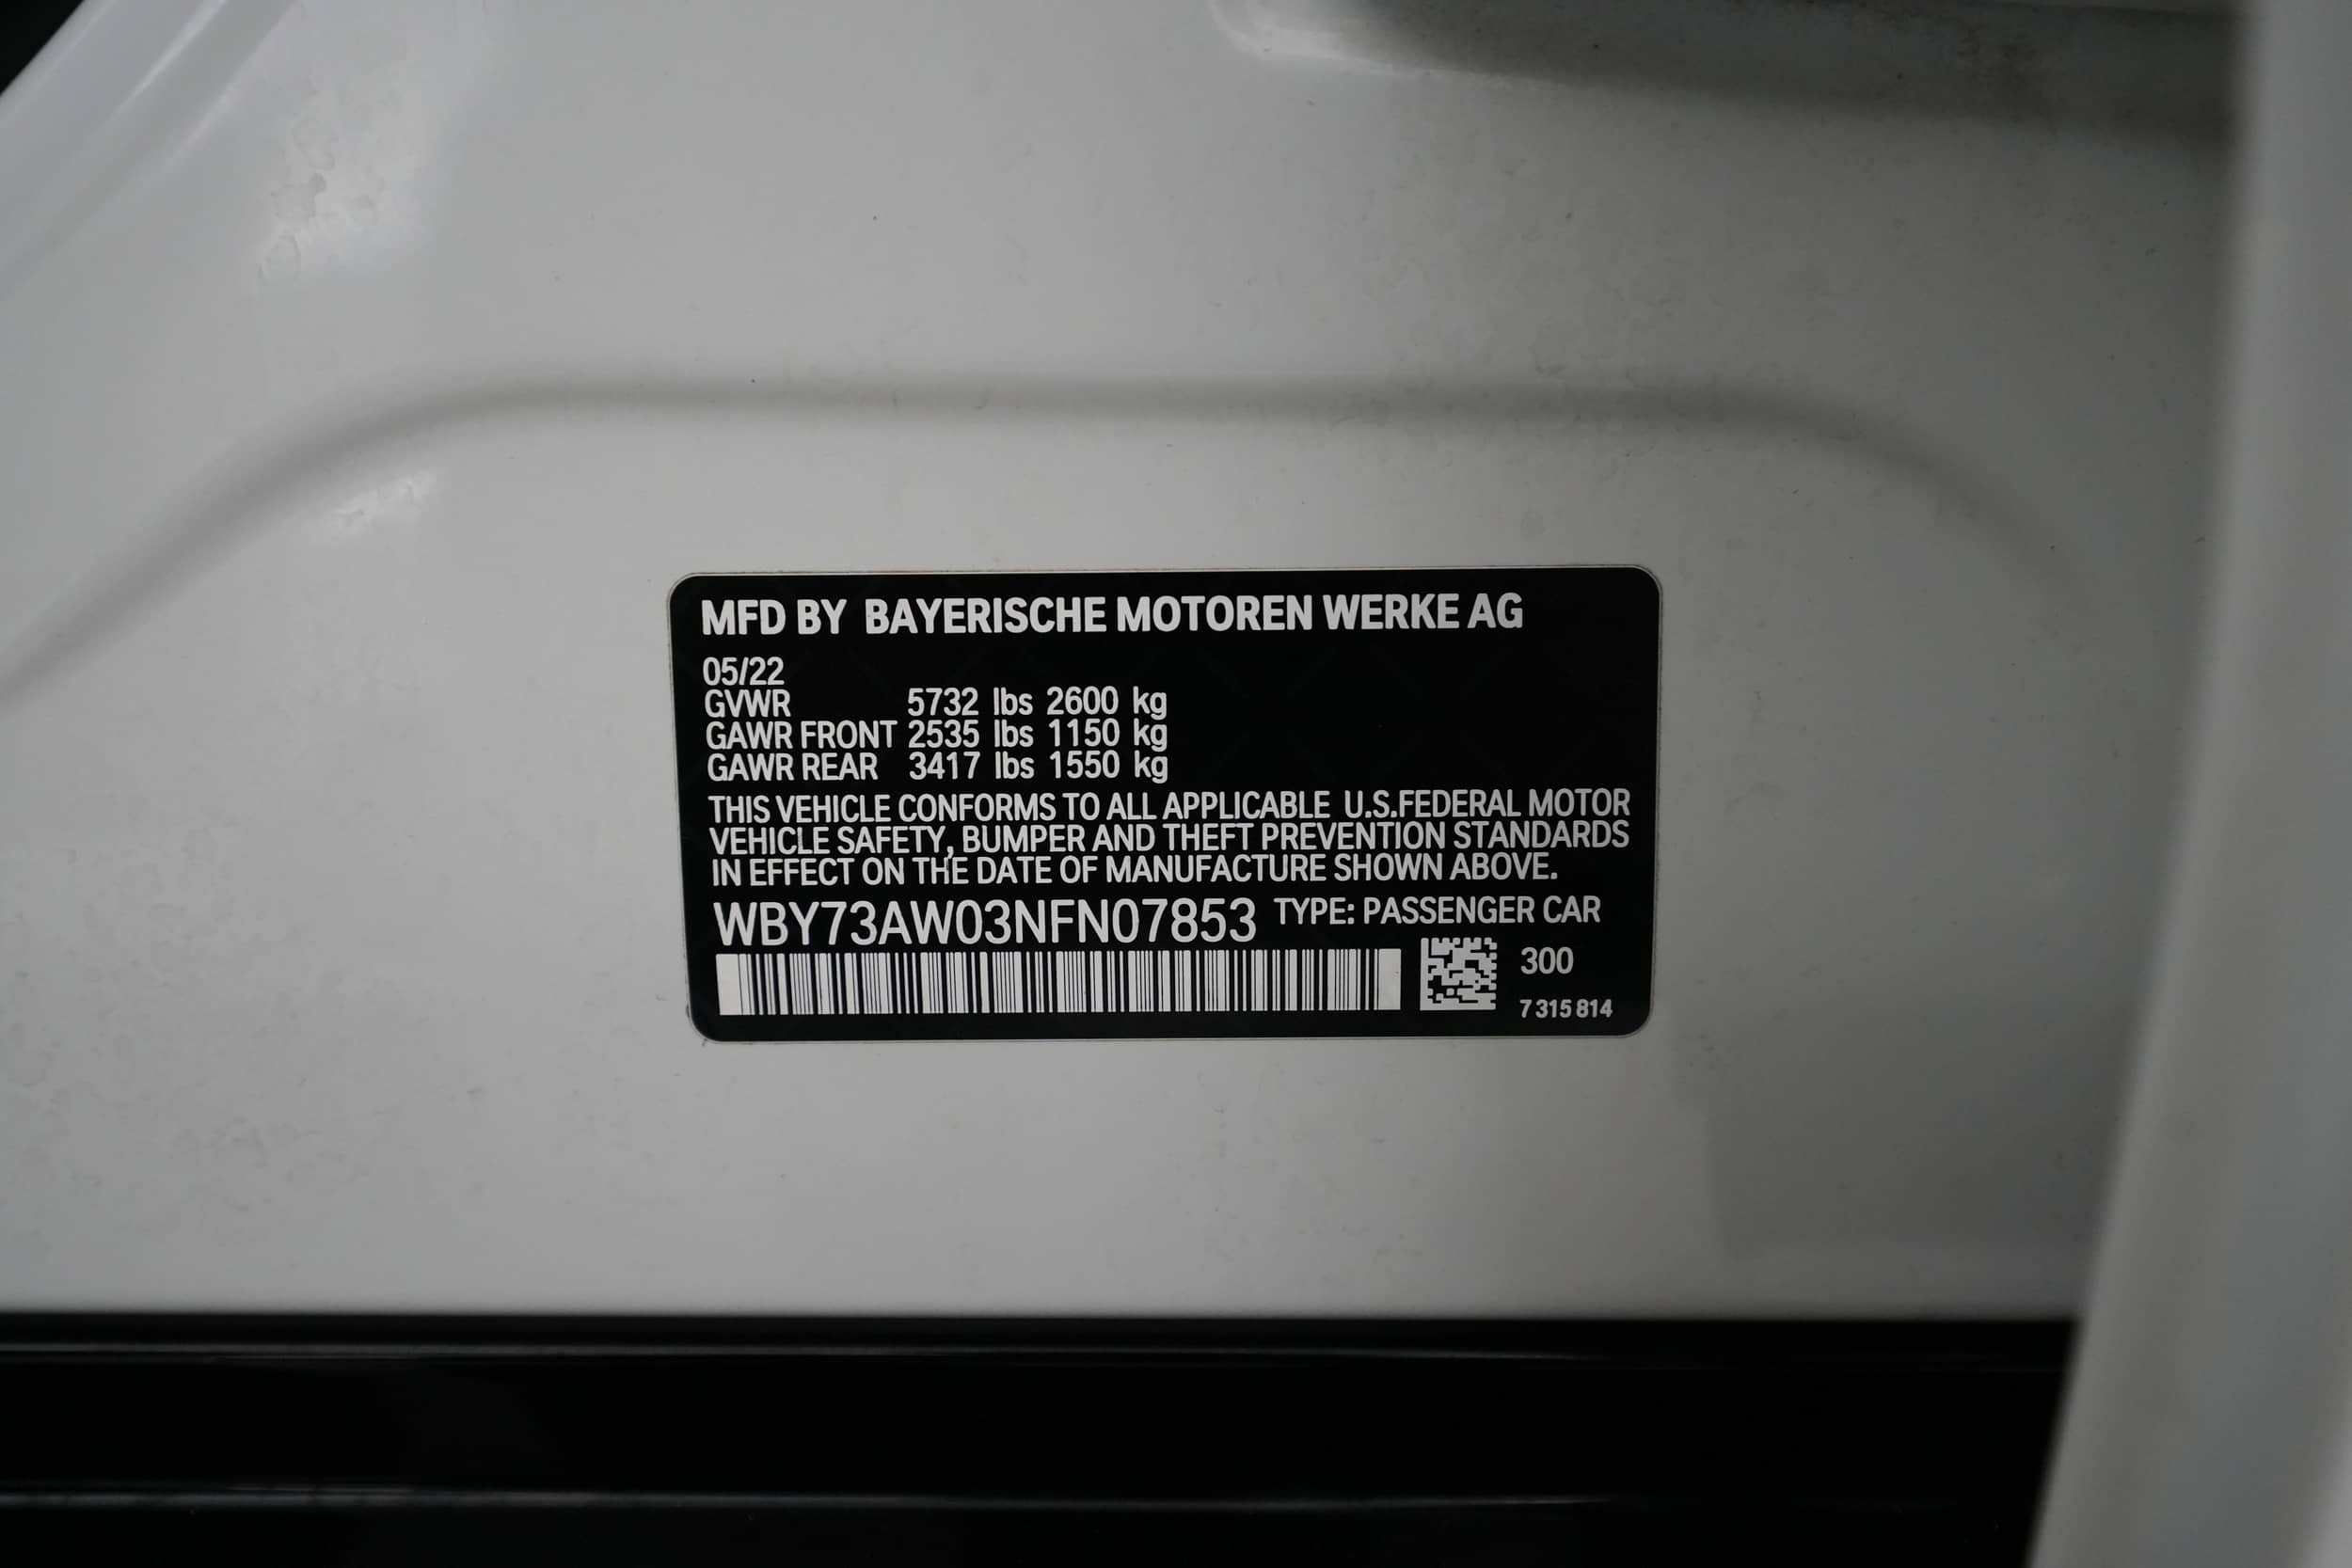 MFD BY BAYERISCHE MOTOREN WERKE AG
05/22
GVWR 5732 lbs 2600 kg
GAWR FRONT 2535 lbs 1150 kg
GAWR REAR 3417 lbs 1550 kg
THIS VEHICLE CONFORMS TO ALL APPLICABLE U.S.FEDERAL MOTOR
VEHICLE SAFETY, BUMPER AND THEFT PREVENTION STANDARDS
IN EFFECT ON THE DATE OF MANUFACTURE SHOWN ABOVE.
WBY73AW03NFN07853 TYPE: PASSENGER CAR
300
7 315 814